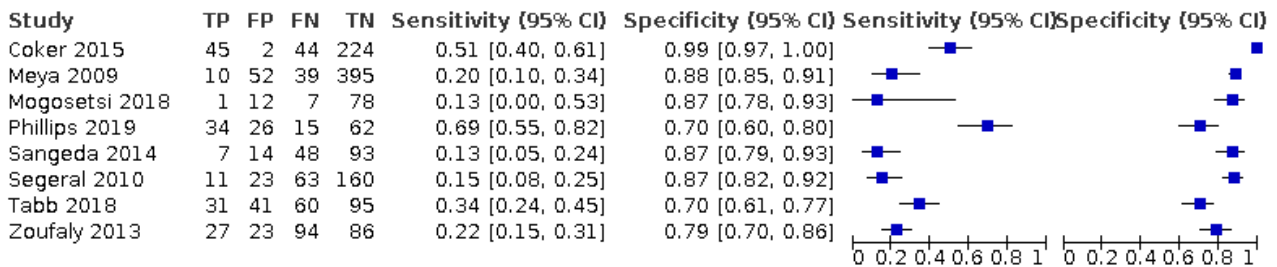 Study TP FP FN TN Sensitivity (95% CI) Specificity (95% CI) Sensitivity (95% CI)Specificity (95% CI)
Coker 2015 45 2 44 224 0.51 [0.40, 0.61] 0.99 [0.97, 1.00]
Meya 2009 10 52 39 395 0.20 [0.10, 0.34] 0.88 [0.85, 0.91]
Mogosetsi 2018 1 12 7 78 0.13 [0.00, 0.53] 0.87 [0.78, 0.93]
Phillips 2019 34 26 15 62 0.69 [0.55, 0.82] 0.70 [0.60, 0.80]
Sangeda 2014 7 14 48 93 0.13 [0.05, 0.24] 0.87 [0.79, 0.93]
Segeral 2010 11 23 63 160 0.15 [0.08, 0.25] 0.87 [0.82, 0.92]
Tabb 2018 31 41 60 95 0.34 [0.24, 0.45] 0.70 [0.61, 0.77]
Zoufaly 2013 27 23 94 86 0.22 [0.15, 0.31] 0.79 [0.70, 0.86]
0 0.2 0.4 0.6 0.8 1 0 0.2 0.4 0.6 0.8 1